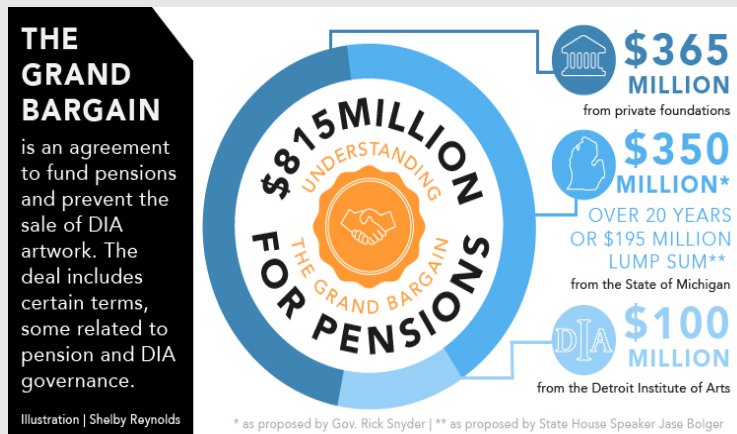 THE
GRAND
BARGAIN
is an agreement
to fund pensions
and prevent the
sale of DIA
artwork. The
deal includes
certain terms,
some related to
pension and DIA
governance.
Illustration | Shelby Reynolds
$815 MILLION
FOR PENSIONS
UNDERSTANDING
THE GRAND BARGAIN
$365
MILLION
from private foundations
$350
MILLION*
OVER 20 YEARS
OR $195 MILLION
LUMP SUM**
from the State of Michigan
DIA
$100
MILLION
from the Detroit Institute of Arts
* as proposed by Gov. Rick Snyder | ** as proposed by State House Speaker Jase Bolger